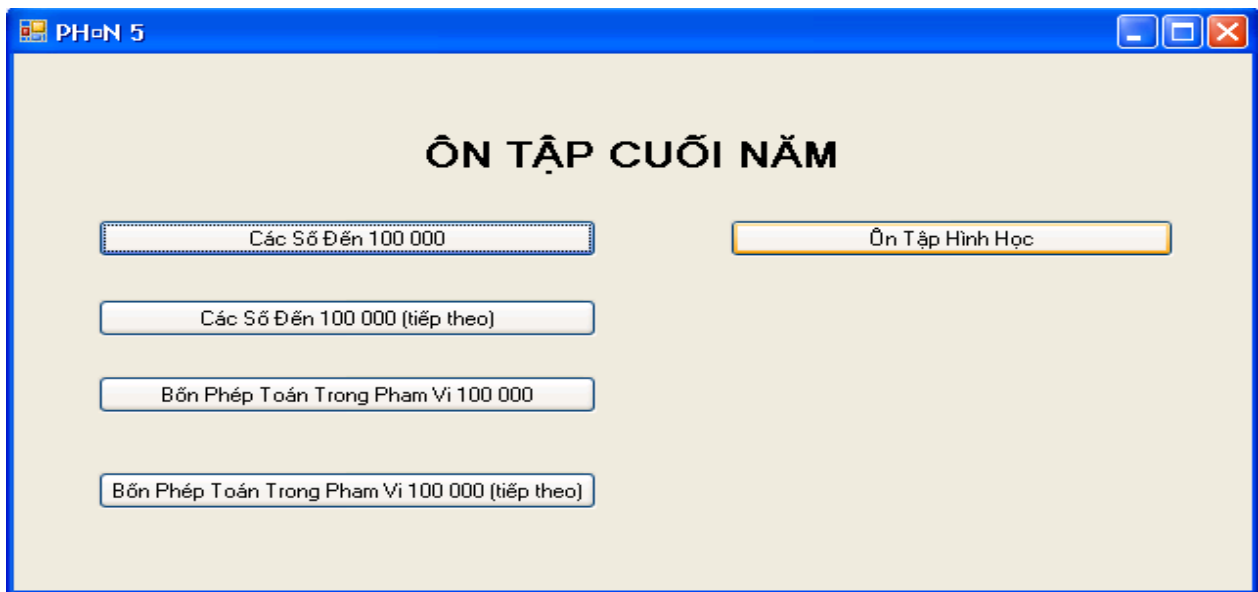 PH¤N 5
ÔN TẬP CUỐI NĂM
Các Số Đến 100 000
Ôn Tập Hình Học
Các Số Đến 100 000 (tiếp theo)
Bốn Phép Toán Trong Pham Vi 100 000
Bốn Phép Toán Trong Pham Vi 100 000 (tiếp theo)